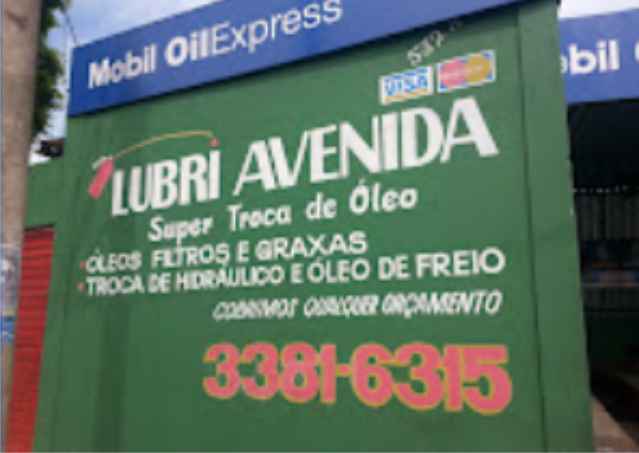 Mobil OilExpress
obil
VISA
LUBRI AVENIDA
Super Troca de Óleo
• ÓLEOS FILTROS E GRAXAS
• TROCA DE HIDRÁULICO E ÓLEO DE FREIO
COBRIMOS QUALQUER ORÇAMENTO
3381-6315